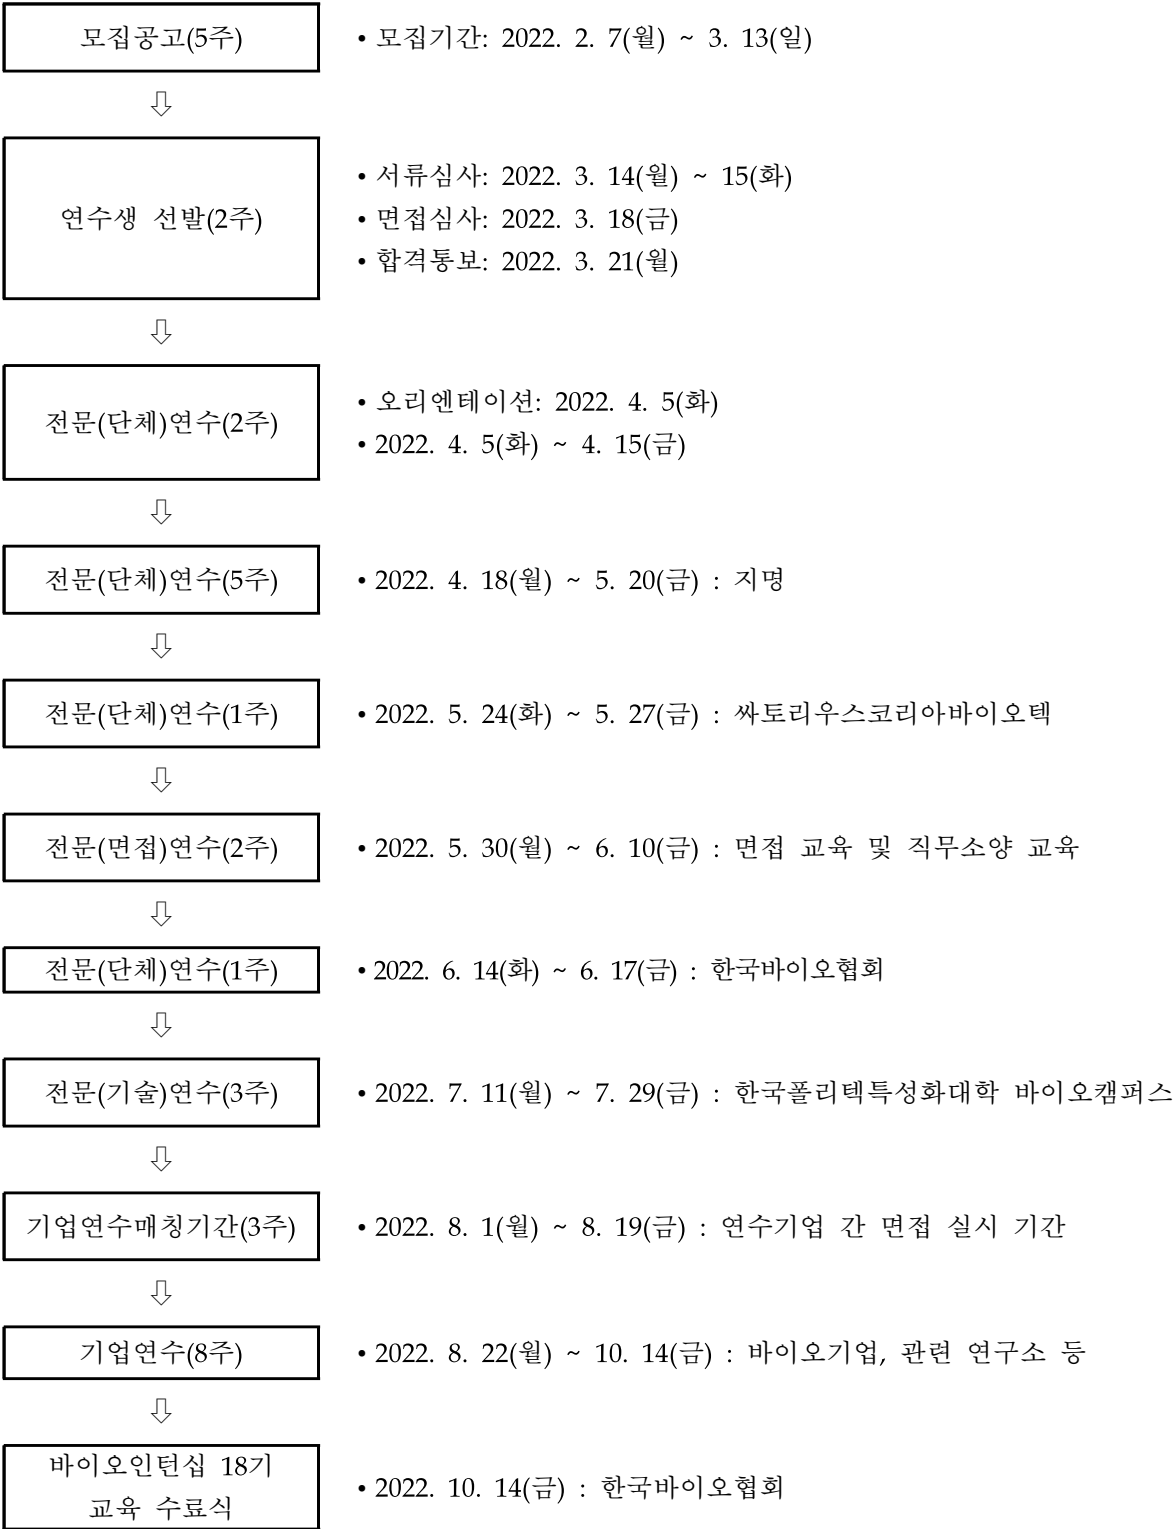 모집공고(5주)
• 모집기간: 2022. 2. 7(월) ~ 3. 13(일)
⇩
연수생 선발(2주)
• 서류심사: 2022. 3. 14(월) ~ 15(화)
• 면접심사: 2022. 3. 18(금)
• 합격통보: 2022. 3. 21(월)
⇩
전문(단체)연수(2주)
• 오리엔테이션: 2022. 4. 5(화)
• 2022. 4. 5(화) ~ 4. 15(금)
⇩
전문(단체)연수(5주)
• 2022. 4. 18(월) ~ 5. 20(금) : 지명
⇩
전문(단체)연수(1주)
• 2022. 5. 24(화) ~ 5. 27(금) : 싸토리우스코리아바이오텍
⇩
전문(면접)연수(2주)
• 2022. 5. 30(월) ~ 6. 10(금) : 면접 교육 및 직무소양 교육
⇩
전문(단체)연수(1주)
• 2022. 6. 14(화) ~ 6. 17(금) : 한국바이오협회
⇩
전문(기술)연수(3주)
• 2022. 7. 11(월) ~ 7. 29(금) : 한국폴리텍특성화대학 바이오캠퍼스
⇩
기업연수매칭기간(3주)
• 2022. 8. 1(월) ~ 8. 19(금) : 연수기업 간 면접 실시 기간
⇩
기업연수(8주)
• 2022. 8. 22(월) ~ 10. 14(금) : 바이오기업, 관련 연구소 등
⇩
바이오인턴십 18기
교육 수료식
• 2022. 10. 14(금) : 한국바이오협회